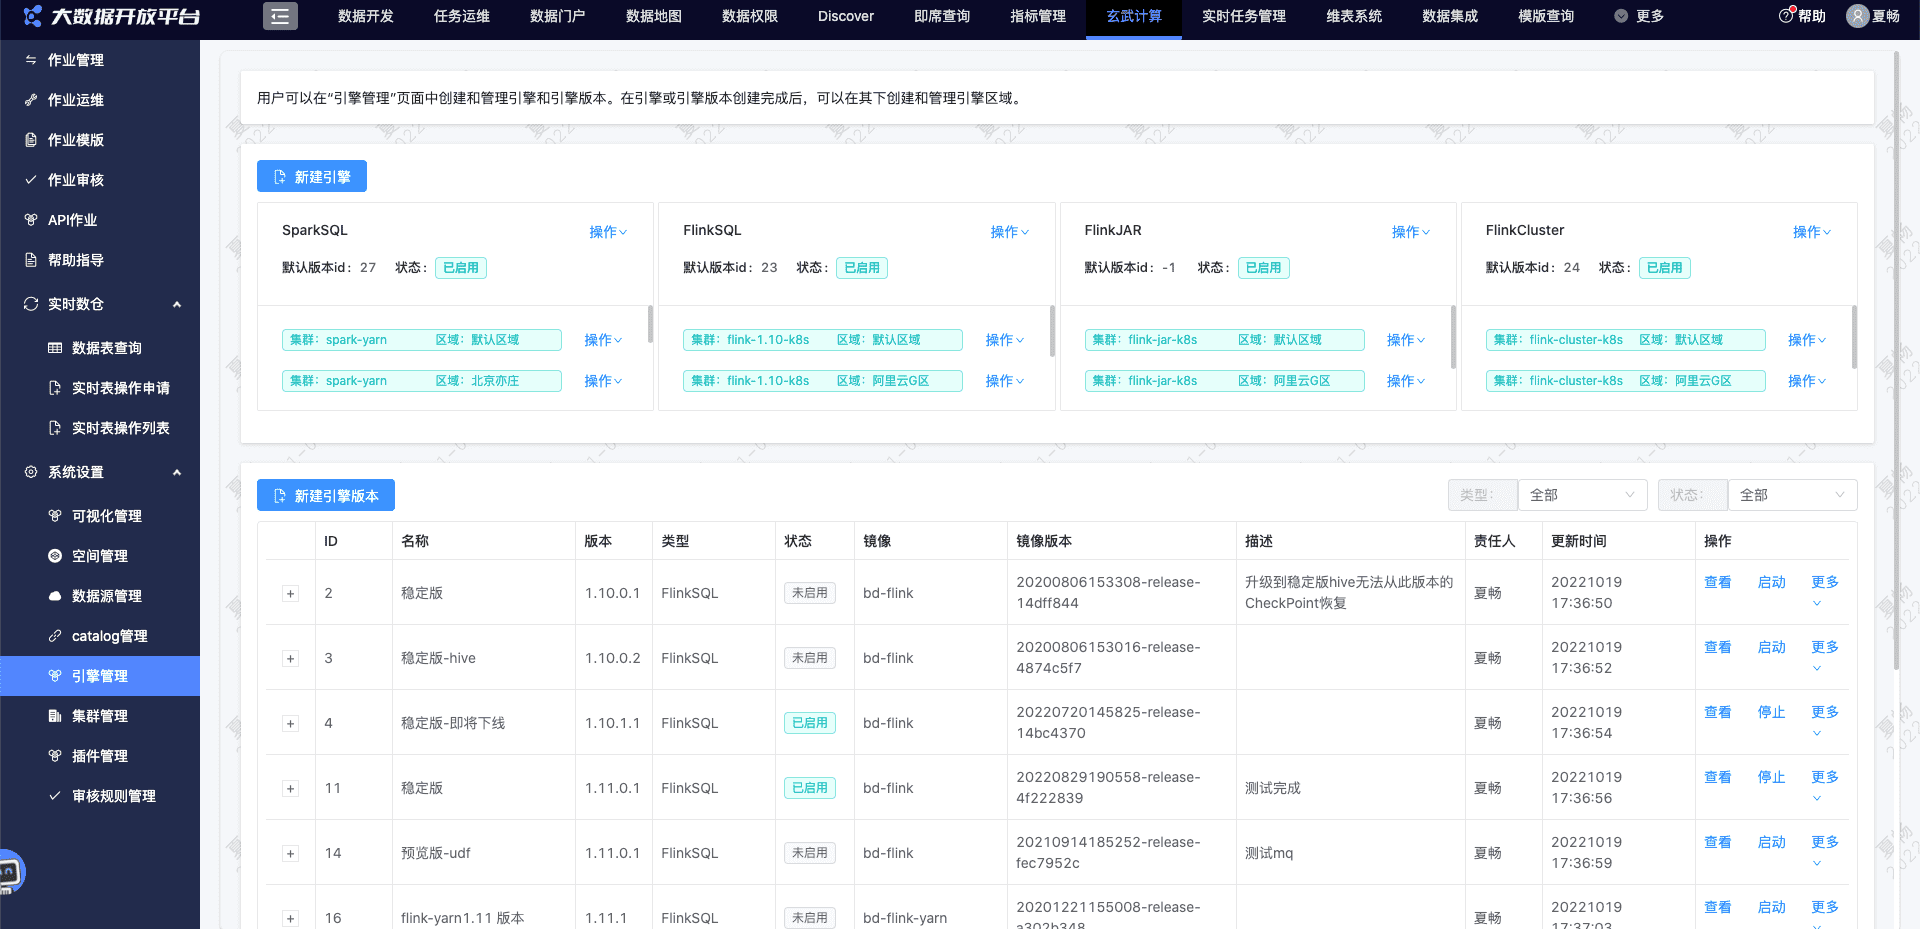 大数据开放平台
数据开发 任务运维 数据门户 数据地图 数据权限 Discover 即席查询 指标管理 玄武计算 实时任务管理 维表系统 数据集成 模版查询 更多 帮助 夏畅
作业管理
作业运维
作业模版
作业审核
API作业
帮助指导
实时数仓
数据表查询
实时表操作申请
实时表操作列表
系统设置
可视化管理
空间管理
数据源管理
catalog管理
引擎管理
集群管理
插件管理
审核规则管理
用户可以在“引擎管理”页面中创建和管理引擎和引擎版本。在引擎或引擎版本创建完成后，可以在其下创建和管理引擎区域。
新建引擎
SparkSQL 操作
默认版本id： 27 状态： 已启用
集群：spark-yarn 区域：默认区域 操作
集群：spark-yarn 区域：北京亦庄 操作
FlinkSQL 操作
默认版本id： 23 状态： 已启用
集群：flink-1.10-k8s 区域：默认区域 操作
集群：flink-1.10-k8s 区域：阿里云G区 操作
FlinkJAR 操作
默认版本id： -1 状态： 已启用
集群：flink-jar-k8s 区域：默认区域 操作
集群：flink-jar-k8s 区域：阿里云G区 操作
FlinkCluster 操作
默认版本id： 24 状态： 已启用
集群：flink-cluster-k8s 区域：默认区域 操作
集群：flink-cluster-k8s 区域：阿里云G区 操作
新建引擎版本 类型： 全部 状态： 全部
ID 名称 版本 类型 状态 镜像 镜像版本 描述 责任人 更新时间 操作
2 稳定版 1.10.0.1 FlinkSQL 未启用 bd-flink 20200806153308-release-14dff844 升级到稳定版hive无法从此版本的CheckPoint恢复 夏畅 20221019 17:36:50 查看 启动 更多
3 稳定版-hive 1.10.0.2 FlinkSQL 未启用 bd-flink 20200806153016-release-4874c5f7 夏畅 20221019 17:36:52 查看 启动 更多
4 稳定版-即将下线 1.10.1.1 FlinkSQL 已启用 bd-flink 20220720145825-release-14bc4370 夏畅 20221019 17:36:54 查看 停止 更多
11 稳定版 1.11.0.1 FlinkSQL 已启用 bd-flink 20220829190558-release-4f222839 测试完成 夏畅 20221019 17:36:56 查看 停止 更多
14 预览版-udf 1.11.0.1 FlinkSQL 未启用 bd-flink 20210914185252-release-fec7952c 测试mq 夏畅 20221019 17:36:59 查看 启动 更多
16 flink-yarn1.11 版本 1.11.1 FlinkSQL 未启用 bd-flink-yarn 20201221155008-release-a302b348 夏畅 20221019 17:37:03 查看 启动 更多